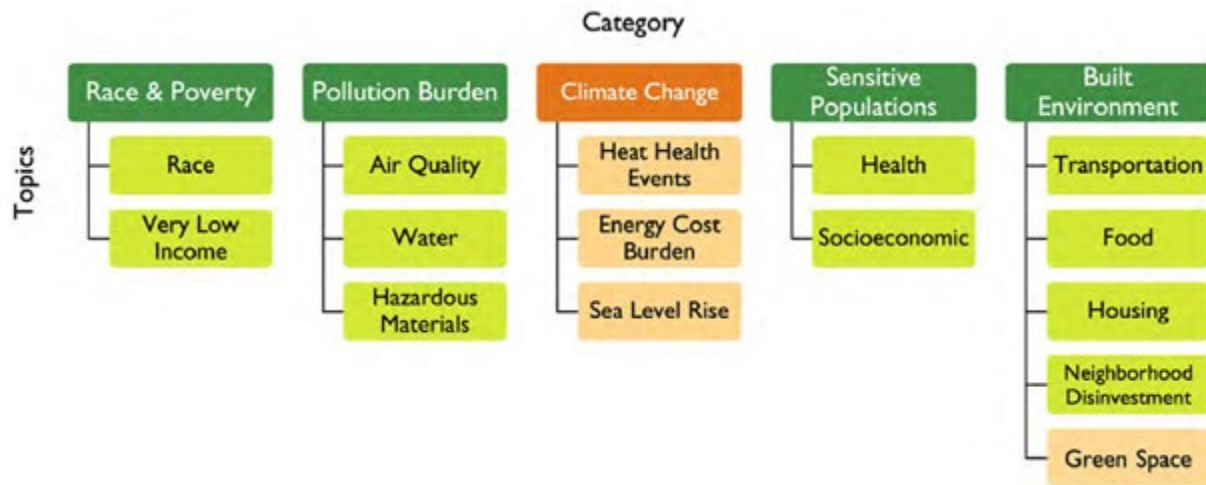 Category
Topics
Race & Poverty
Race
Very Low
Income
Pollution Burden
Air Quality
Water
Hazardous
Materials
Climate Change
Heat Health
Events
Energy Cost
Burden
Sea Level Rise
Sensitive
Populations
Health
Socioeconomic
Built
Environment
Transportation
Food
Housing
Neighborhood
Disinvestment
Green Space